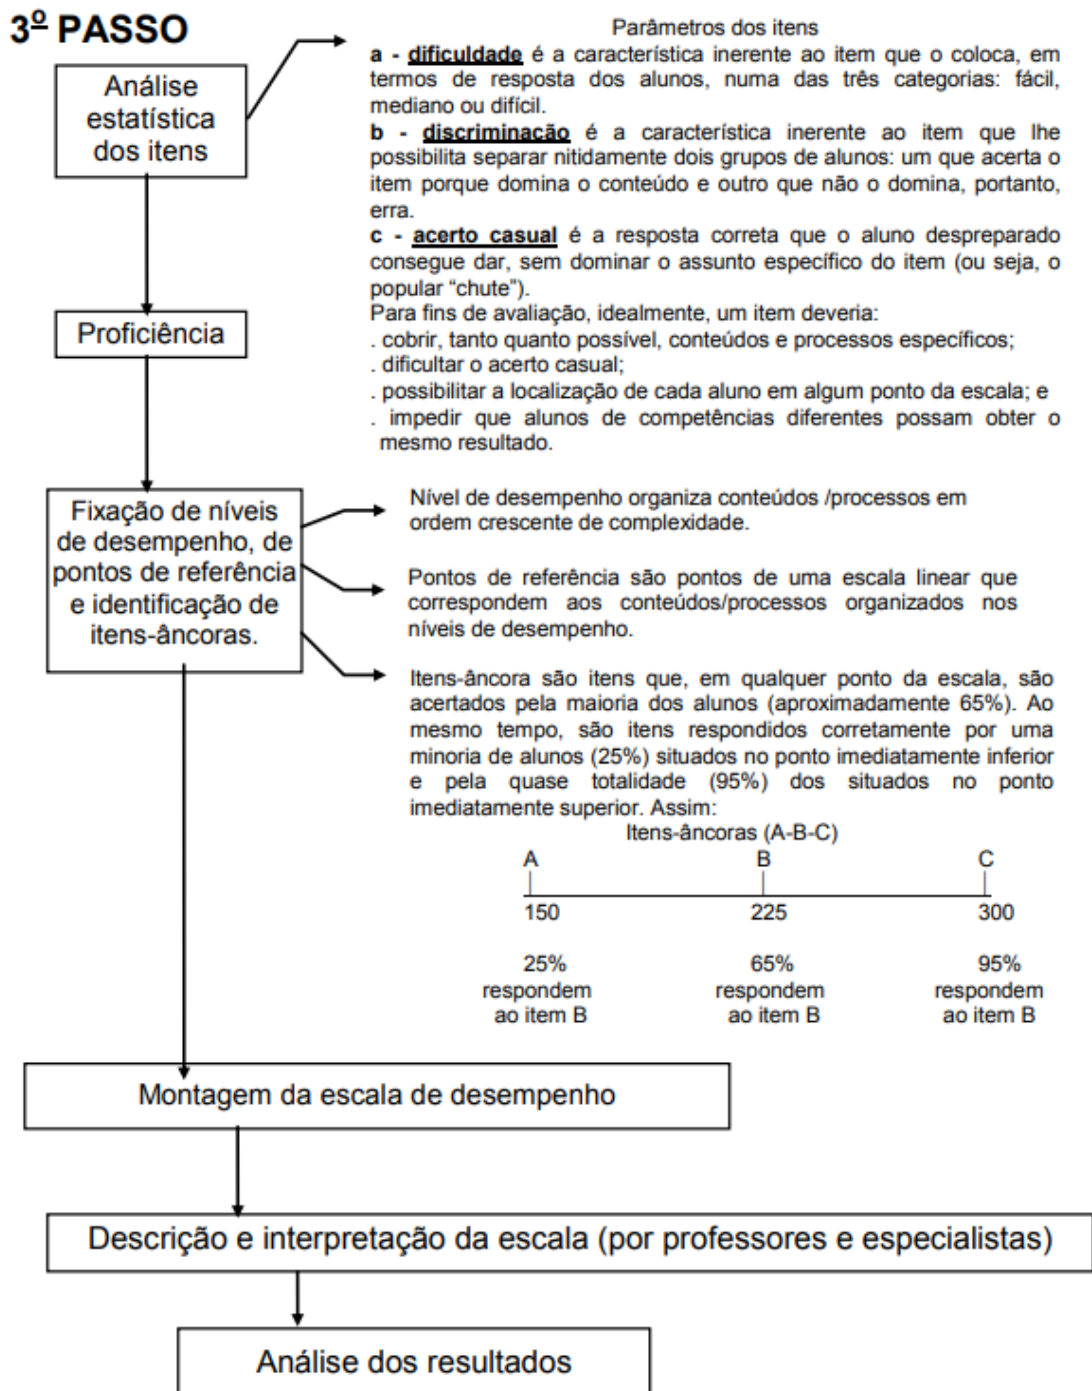 3º PASSO
Análise
estatística
dos itens
Parâmetros dos itens
a - dificuldade é a característica inerente ao item que o coloca, em
termos de resposta dos alunos, numa das três categorias: fácil,
mediano ou difícil.
b - discriminação é a característica inerente ao item que lhe
possibilita separar nitidamente dois grupos de alunos: um que acerta o
item porque domina o conteúdo e outro que não o domina, portanto,
erra.
c - acerto casual é a resposta correta que o aluno despreparado
consegue dar, sem dominar o assunto específico do item (ou seja, o
popular “chute”).
Para fins de avaliação, idealmente, um item deveria:
. cobrir, tanto quanto possível, conteúdos e processos específicos;
. dificultar o acerto casual;
. possibilitar a localização de cada aluno em algum ponto da escala; e
. impedir que alunos de competências diferentes possam obter o
mesmo resultado.
Proficiência
Fixação de níveis
de desempenho, de
pontos de referência
e identificação de
itens-âncoras.
Nível de desempenho organiza conteúdos /processos em
ordem crescente de complexidade.
Pontos de referência são pontos de uma escala linear que
correspondem aos conteúdos/processos organizados nos
níveis de desempenho.
Itens-âncora são itens que, em qualquer ponto da escala, são
acertados pela maioria dos alunos (aproximadamente 65%). Ao
mesmo tempo, são itens respondidos corretamente por uma
minoria de alunos (25%) situados no ponto imediatamente inferior
e pela quase totalidade (95%) dos situados no ponto
imediatamente superior. Assim:
Itens-âncoras (A-B-C)
A B C
150 225 300
25% 65% 95%
respondem respondem respondem
ao item B ao item B ao item B
Montagem da escala de desempenho
Descrição e interpretação da escala (por professores e especialistas)
Análise dos resultados